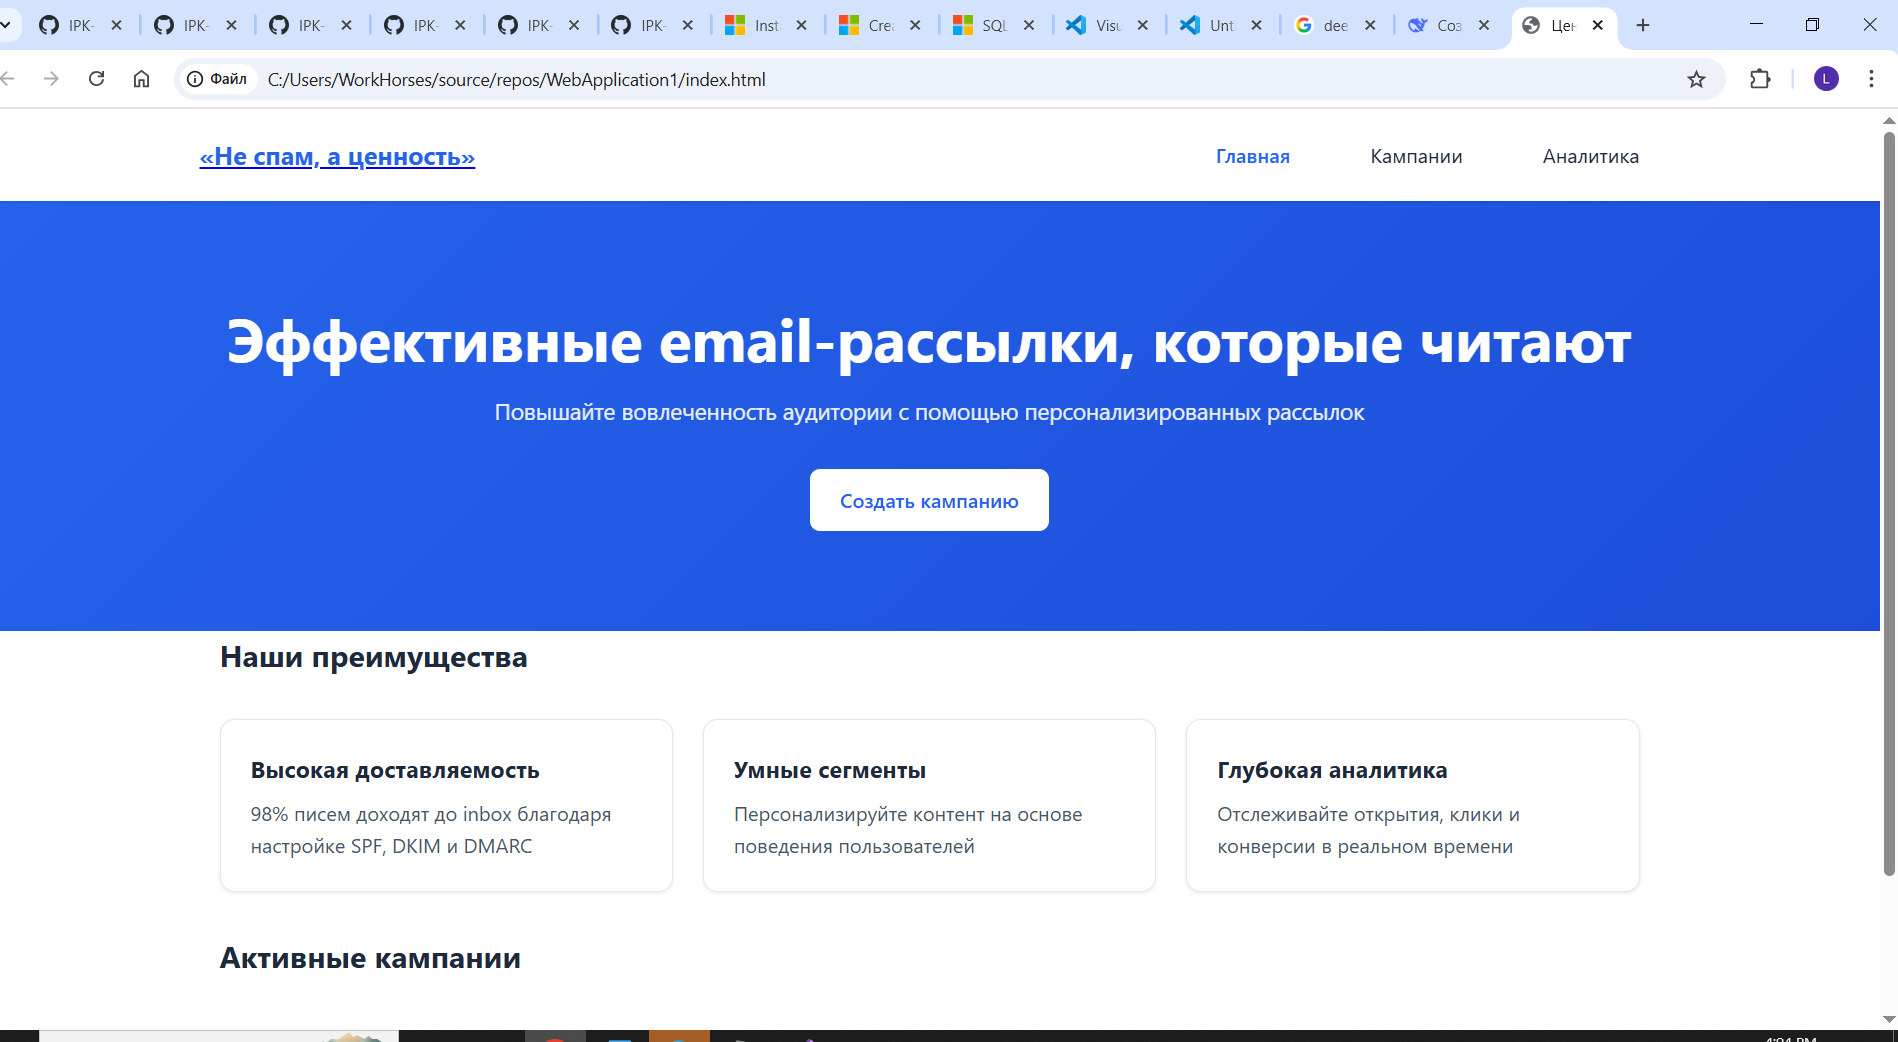 IPK- IPK- IPK- IPK- IPK- IPK- Inst Crea SQL Visu Unt dee Соз Цен
Файл C:/Users/WorkHorses/source/repos/WebApplication1/index.html L
«Не спам, а ценность» Главная Кампании Аналитика
Эффективные email-рассылки, которые читают
Повышайте вовлеченность аудитории с помощью персонализированных рассылок
Создать кампанию
Наши преимущества
Высокая доставляемость
98% писем доходят до inbox благодаря
настройке SPF, DKIM и DMARC
Умные сегменты
Персонализируйте контент на основе
поведения пользователей
Глубокая аналитика
Отслеживайте открытия, клики и
конверсии в реальном времени
Активные кампании